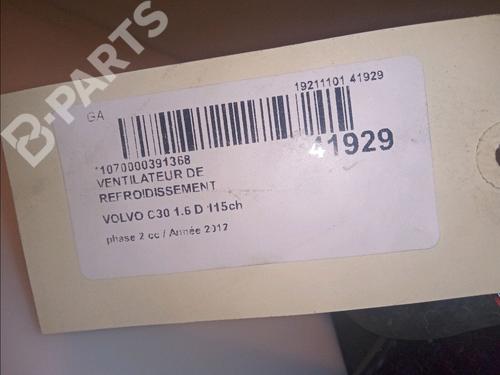 B-PARTS
GA
19211101 41929
41929
*1070000391368
VENTILATEUR DE
REFROIDISSEMENT
VOLVO C30 1.6 D 115ch
phase 2 cc / Année 2012